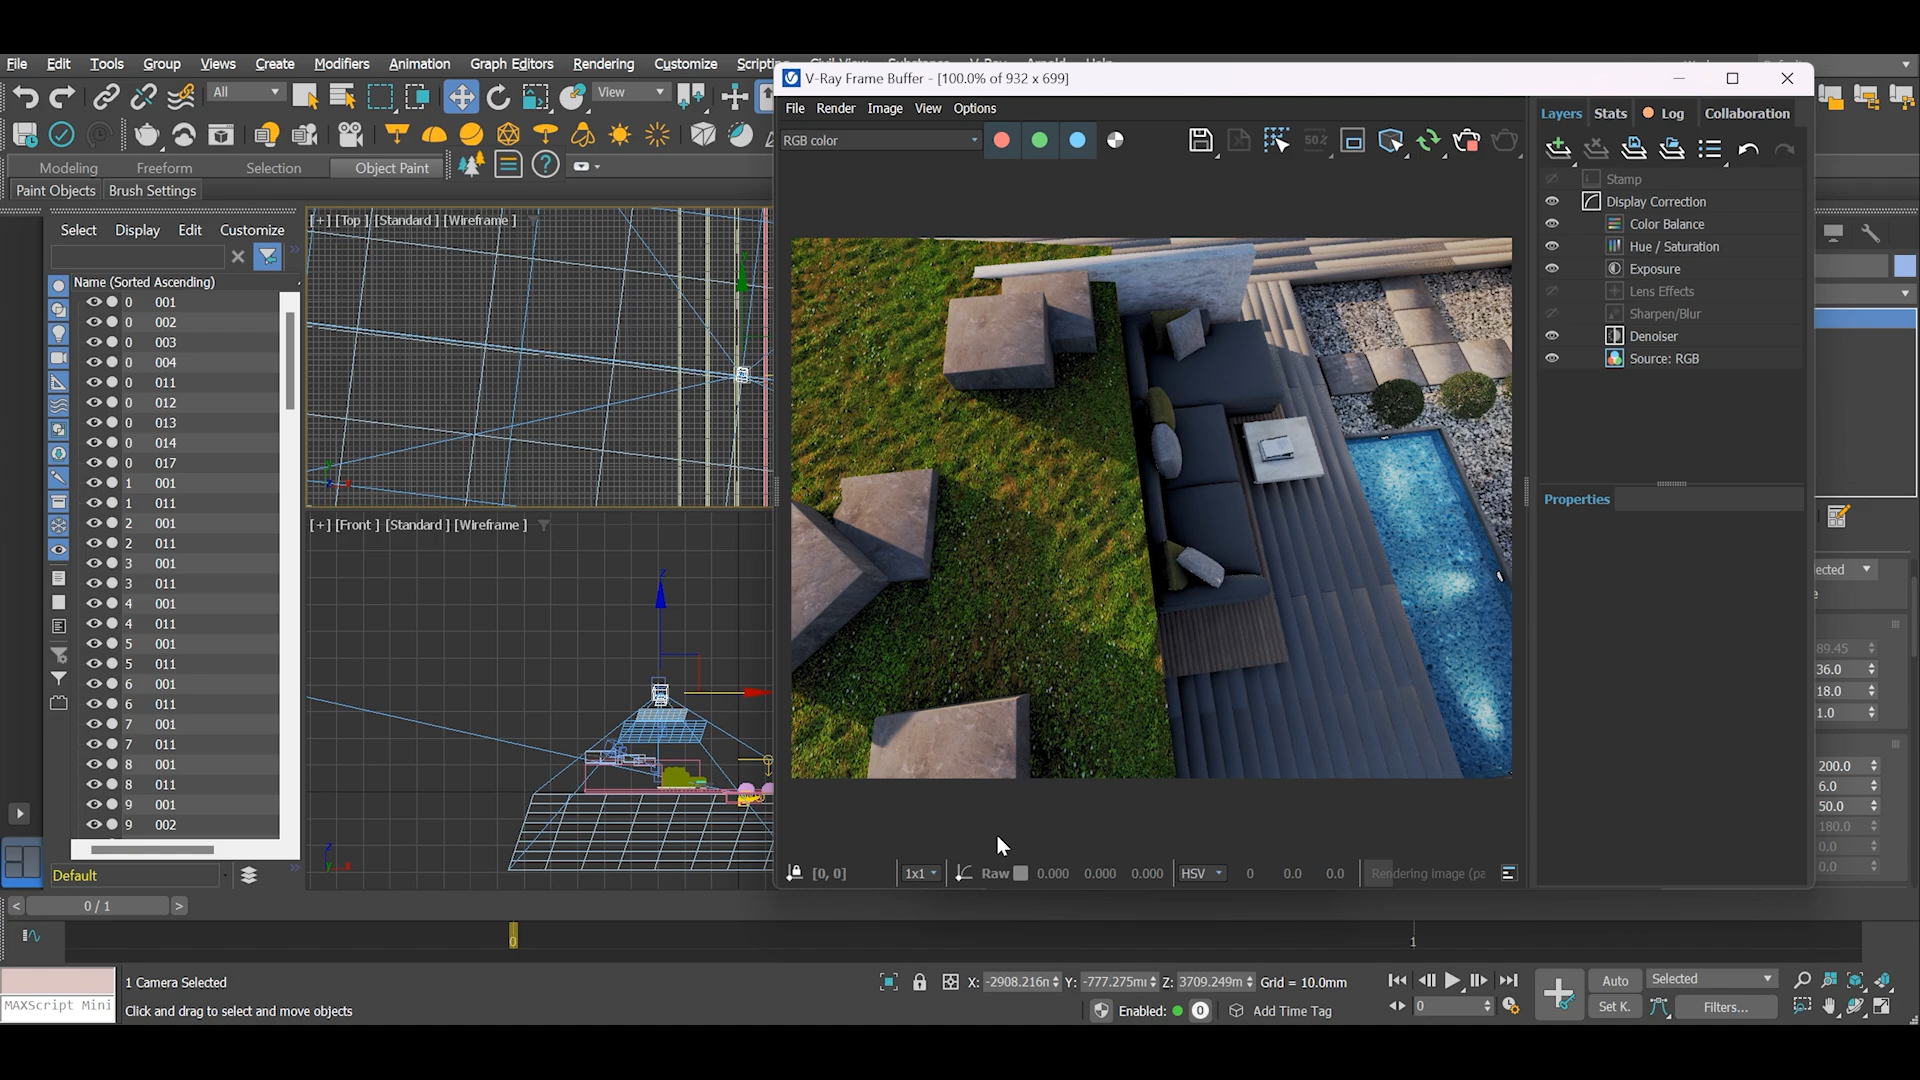 File Edit Tools Group Views Create Modifiers Animation Graph Editors Rendering Customize
V-Ray Frame Buffer - [100.0% of 932 x 699]
All
View
File Render Image View Options
RGB color
50%
Layers Stats Log Collaboration
Modeling Freeform Selection Object Paint
Paint Objects Brush Settings
Stamp
Display Correction
Color Balance
Hue / Saturation
Exposure
Lens Effects
Sharpen/Blur
Denoiser
Source: RGB
Properties
Select Display Edit Customize
Name (Sorted Ascending)
0 001
0 002
0 003
0 004
0 011
0 012
0 013
0 014
0 017
1 001
1 011
2 001
2 011
3 001
3 011
4 001
4 011
5 001
5 011
6 001
6 011
7 001
7 011
8 001
8 011
9 001
9 002
Default
[+] [Top ] [Standard ] [Wireframe ]
[+] [Front ] [Standard ] [Wireframe ]
[0, 0] 1x1 Raw 0.000 0.000 0.000 HSV 0 0.0 0.0 Rendering image (pa
ected
89.45
36.0
18.0
1.0
200.0
6.0
50.0
180.0
0.0
0.0
< 0 / 1 >
0 1
MAXScript Mini
1 Camera Selected
Click and drag to select and move objects
X: -2908.216n Y: -777.275m Z: 3709.249m Grid = 10.0mm
Enabled: 0 Add Time Tag
0
Auto Selected
Set K. Filters...